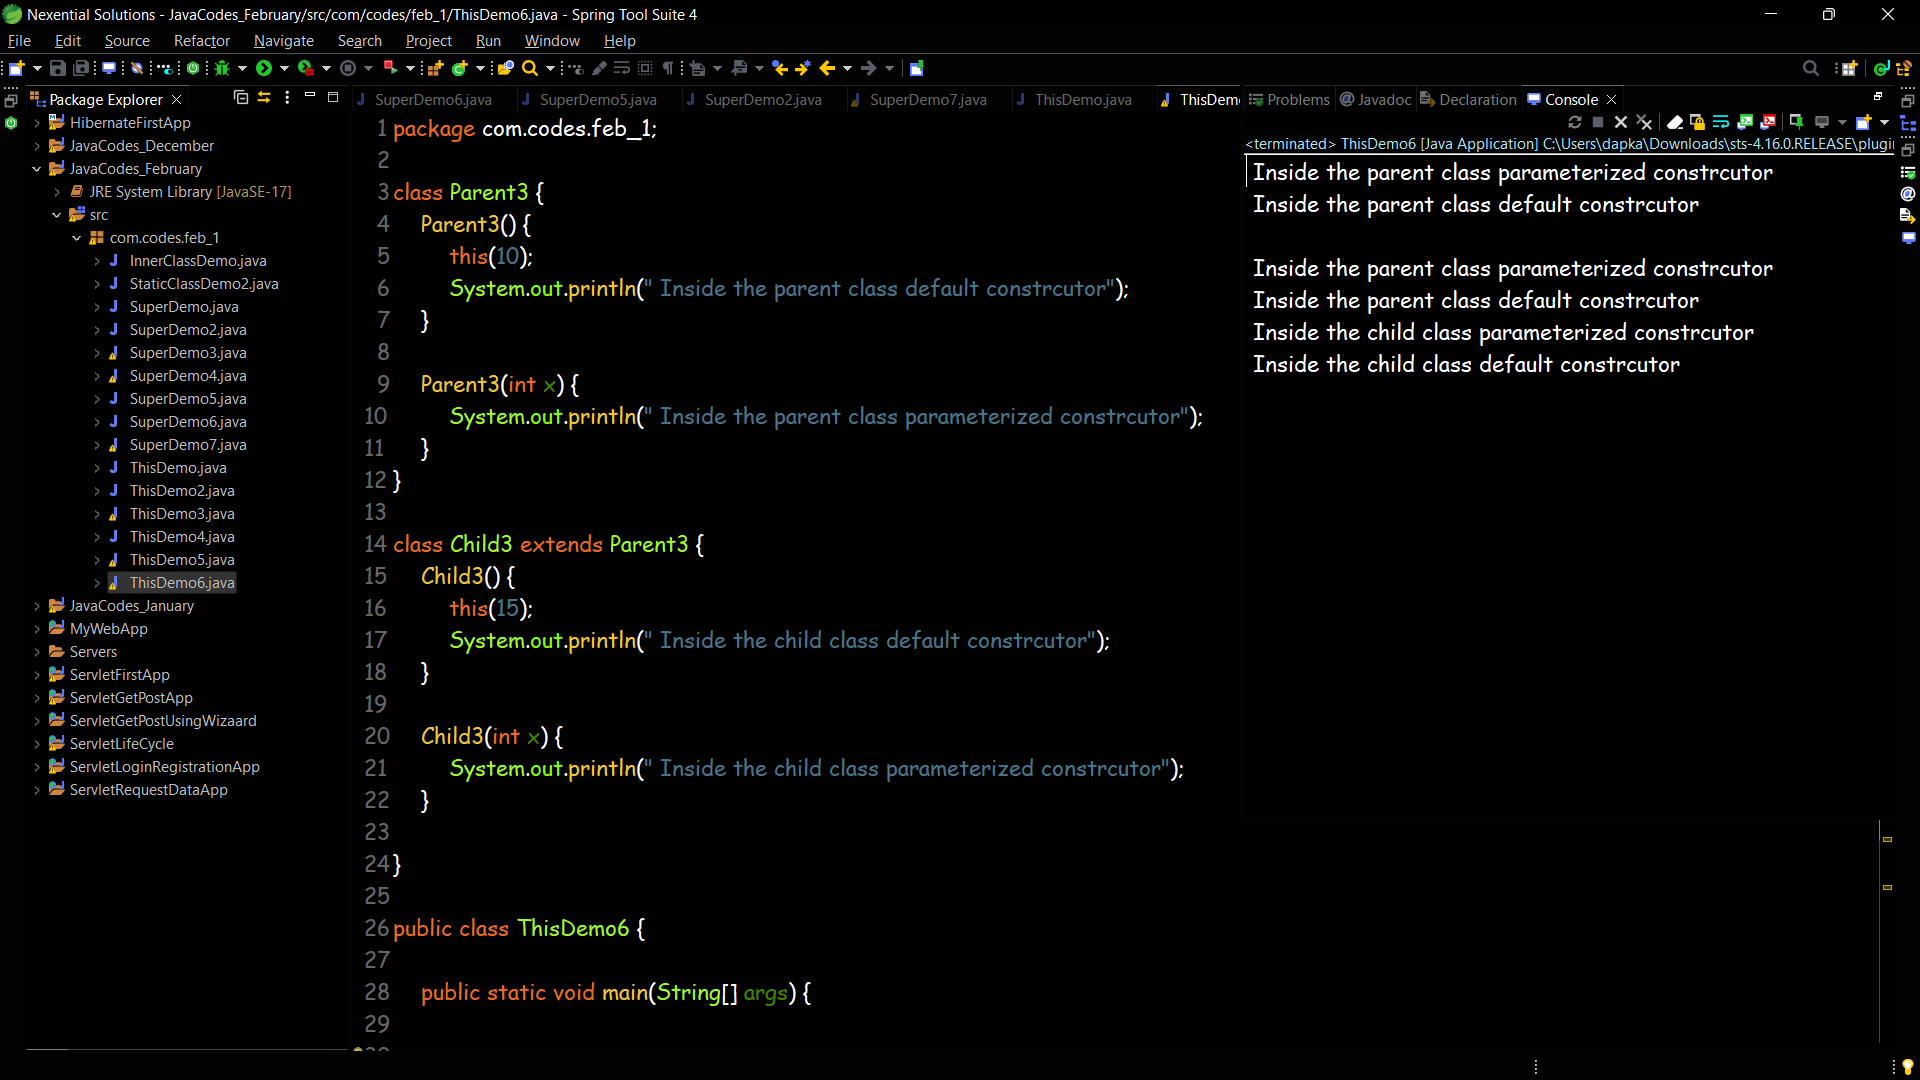 Nexential Solutions - JavaCodes_February/src/com/codes/feb_1/ThisDemo6.java - Spring Tool Suite 4
File Edit Source Refactor Navigate Search Project Run Window Help
Package Explorer
HibernateFirstApp
JavaCodes_December
JavaCodes_February
JRE System Library [JavaSE-17]
src
com.codes.feb_1
InnerClassDemo.java
StaticClassDemo2.java
SuperDemo.java
SuperDemo2.java
SuperDemo3.java
SuperDemo4.java
SuperDemo5.java
SuperDemo6.java
SuperDemo7.java
ThisDemo.java
ThisDemo2.java
ThisDemo3.java
ThisDemo4.java
ThisDemo5.java
ThisDemo6.java
JavaCodes_January
MyWebApp
Servers
ServletFirstApp
ServletGetPostApp
ServletGetPostUsingWizaard
ServletLifeCycle
ServletLoginRegistrationApp
ServletRequestDataApp
SuperDemo6.java SuperDemo5.java SuperDemo2.java SuperDemo7.java ThisDemo.java ThisDem
1 package com.codes.feb_1;
2
3 class Parent3 {
4 Parent3() {
5 this(10);
6 System.out.println(" Inside the parent class default constrcutor");
7 }
8
9 Parent3(int x) {
10 System.out.println(" Inside the parent class parameterized constrcutor");
11 }
12 }
13
14 class Child3 extends Parent3 {
15 Child3() {
16 this(15);
17 System.out.println(" Inside the child class default constrcutor");
18 }
19
20 Child3(int x) {
21 System.out.println(" Inside the child class parameterized constrcutor");
22 }
23
24 }
25
26 public class ThisDemo6 {
27
28 public static void main(String[] args) {
29
Problems Javadoc Declaration Console
<terminated> ThisDemo6 [Java Application] C:\Users\dapka\Downloads\sts-4.16.0.RELEASE\plugi
Inside the parent class parameterized constrcutor
Inside the parent class default constrcutor
Inside the parent class parameterized constrcutor
Inside the parent class default constrcutor
Inside the child class parameterized constrcutor
Inside the child class default constrcutor